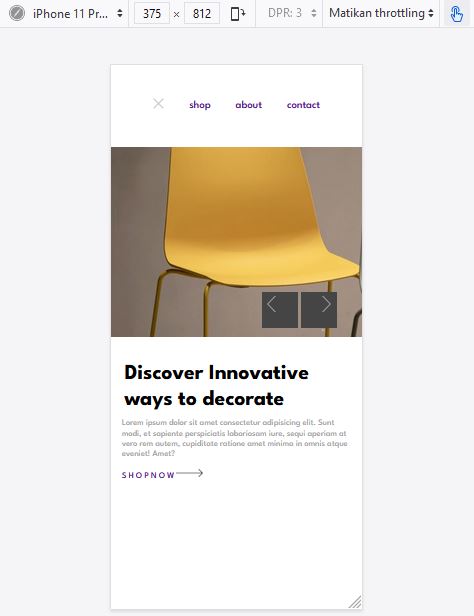 iPhone 11 Pr...
375 × 812
DPR: 3
Matikan throttling
shop
about
contact
Discover Innovative
ways to decorate
Lorem ipsum dolor sit amet consectetur adipisicing elit. Sunt
modi, et sapiente perspiciatis laboriosam iure, sequi aperiam at
vero rem autem, cupiditate ratione amet minima in omnis atque
eveniet! Amet?
SHOPNOW